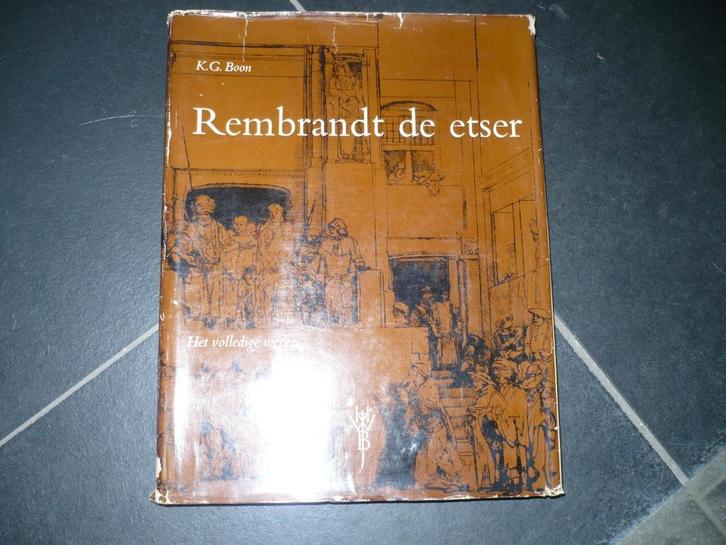 K.G. Boon
Rembrandt de etser
Het volledige werk